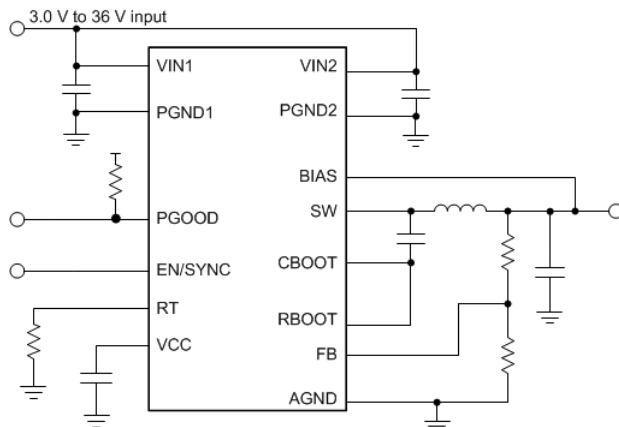 3.0 V to 36 V input
VIN1
VIN2
PGND1
PGND2
BIAS
PGOOD
SW
EN/SYNC
CBOOT
RT
RBOOT
VCC
FB
AGND